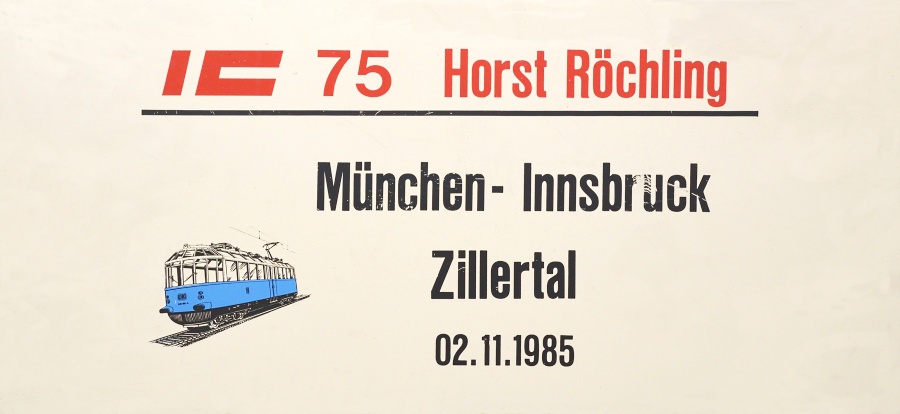 IC 75 Horst Röchling
München- Innsbruck
Zillertal
02.11.1985